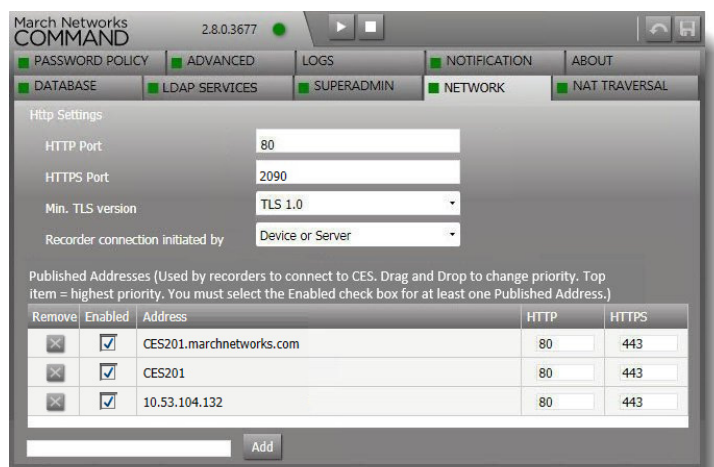 March Networks
COMMAND
2.8.0.3677
PASSWORD POLICY
ADVANCED
LOGS
NOTIFICATION
ABOUT
DATABASE
LDAP SERVICES
SUPERADMIN
NETWORK
NAT TRAVERSAL
Http Settings
HTTP Port 80
HTTPS Port 2090
Min. TLS version TLS 1.0
Recorder connection initiated by Device or Server
Published Addresses (Used by recorders to connect to CES. Drag and Drop to change priority. Top
item = highest priority. You must select the Enabled check box for at least one Published Address.)
Remove Enabled Address HTTP HTTPS
CES201.marchnetworks.com 80 443
CES201 80 443
10.53.104.132 80 443
Add